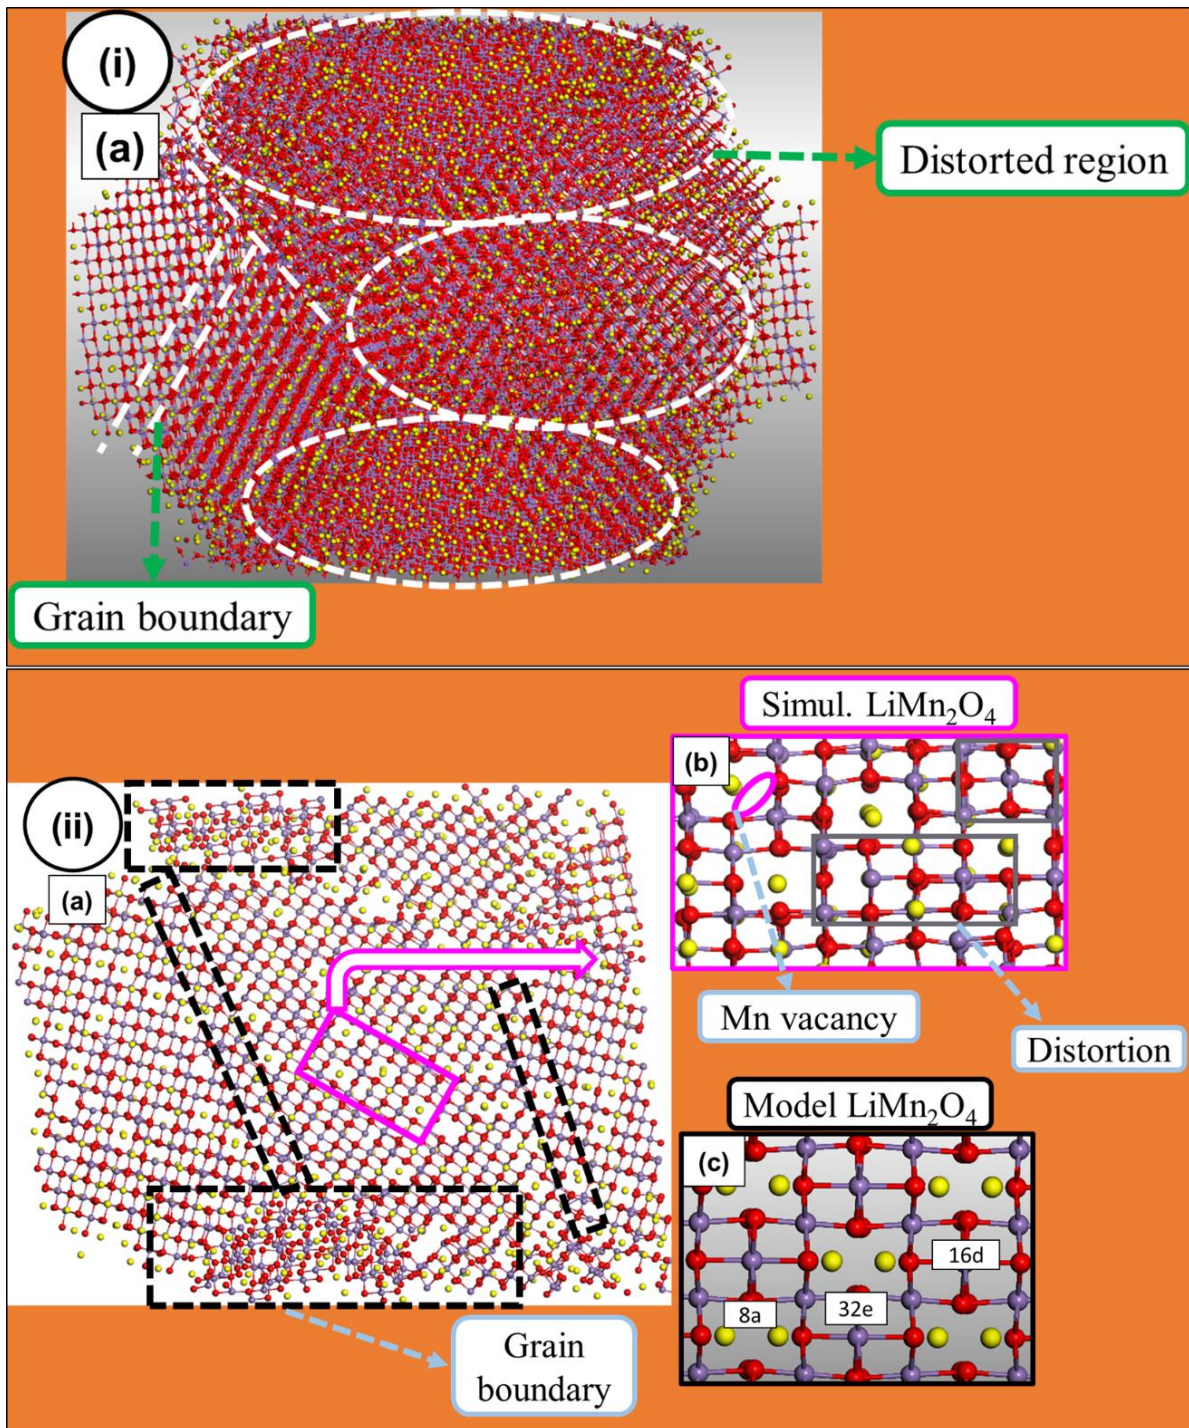 (i)
(a)
Distorted region
Grain boundary
Simul. LiMn₂O₄
(b)
(ii)
(a)
Mn vacancy
Distortion
Model LiMn₂O₄
(c)
16d
8a
32e
Grain
boundary